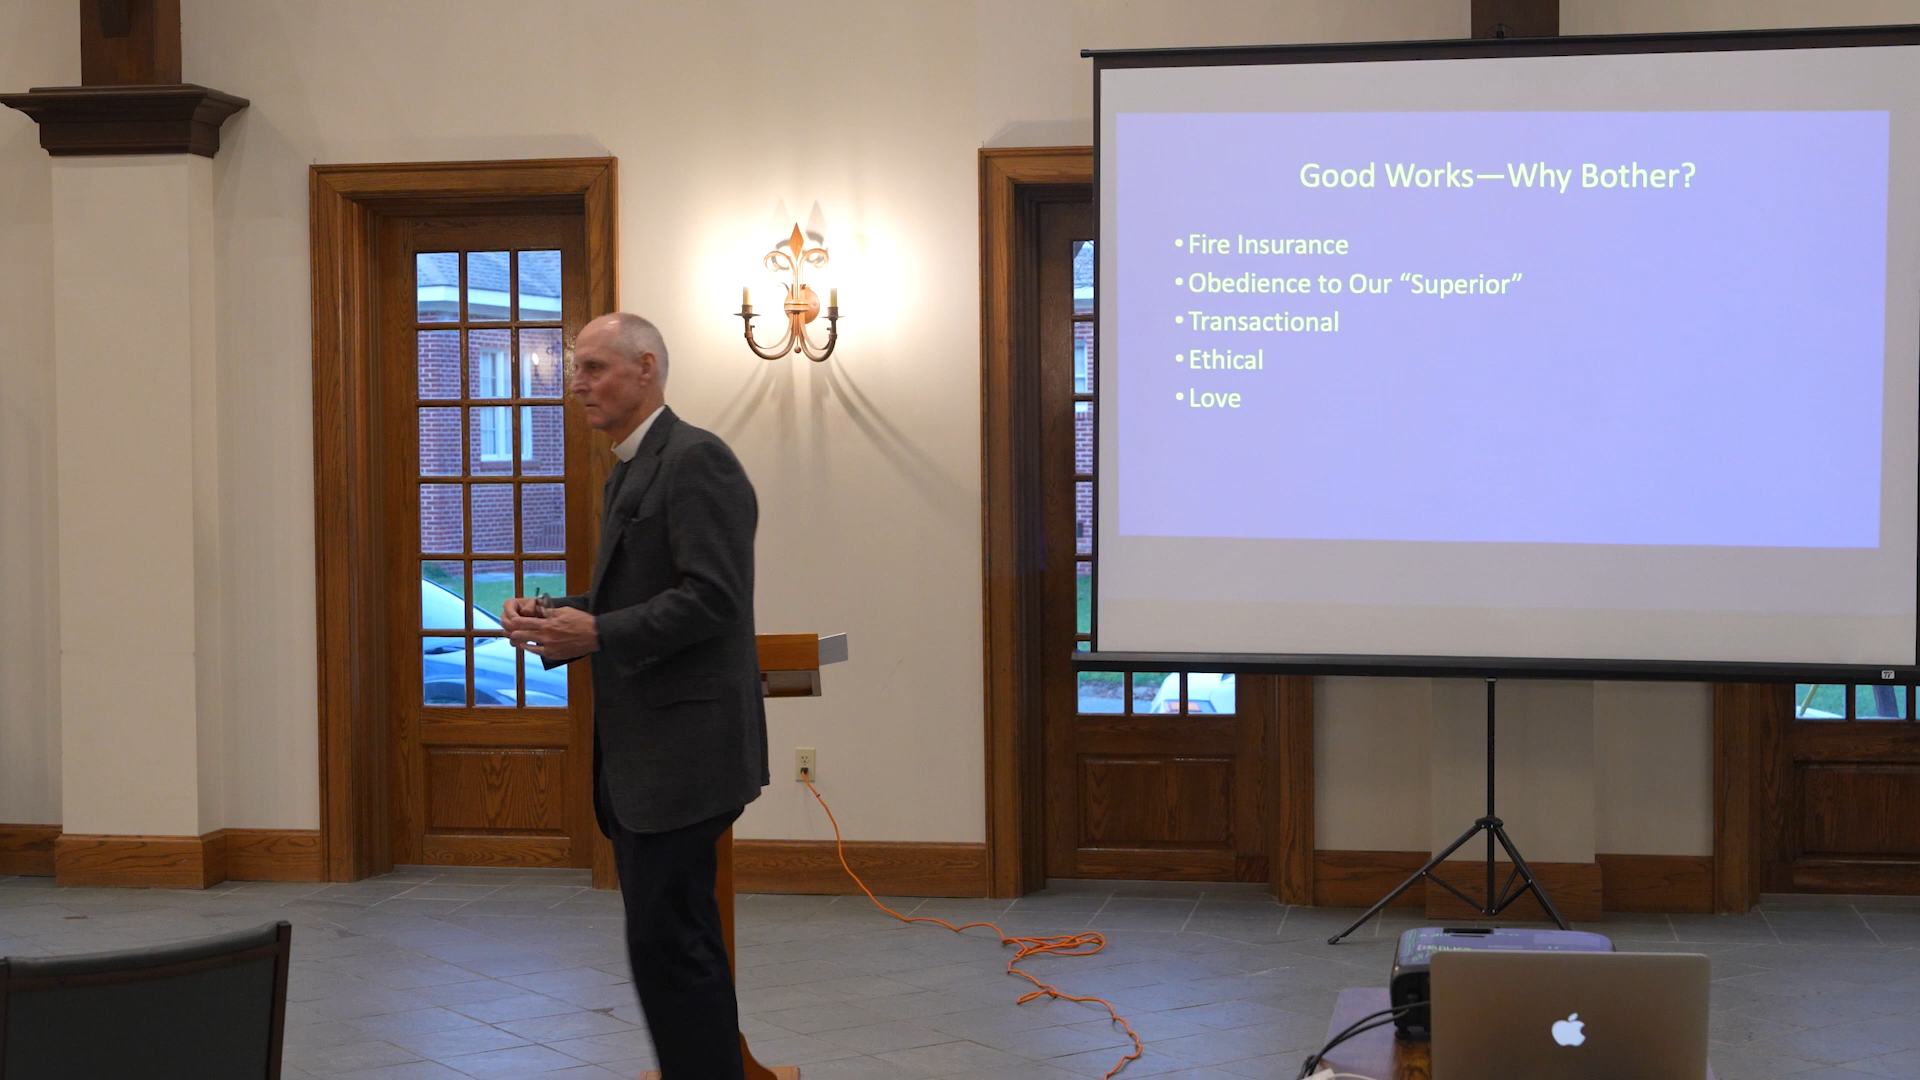 Good Works—Why Bother?
• Fire Insurance
• Obedience to Our “Superior”
• Transactional
• Ethical
• Love